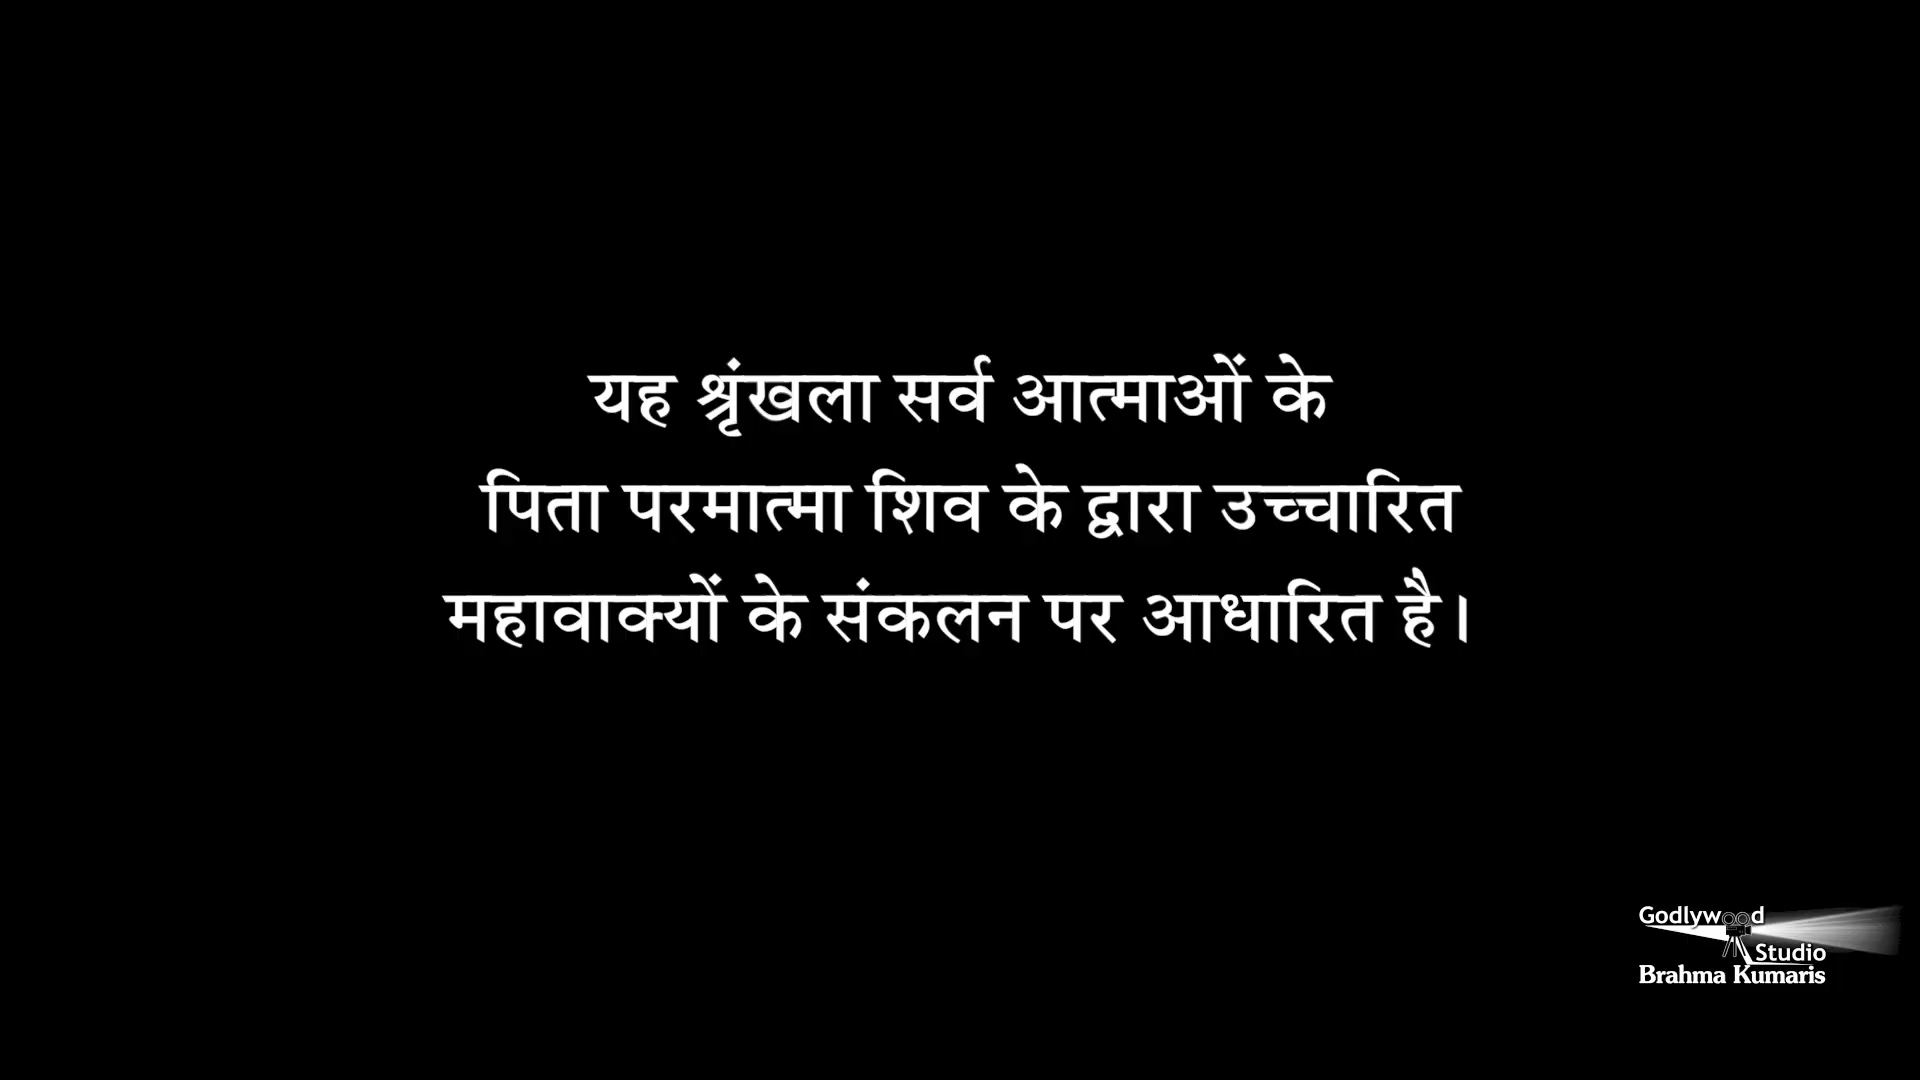 यह श्रृंखला सर्व आत्माओं के
पिता परमात्मा शिव के द्वारा उच्चारित
महावाक्यों के संकलन पर आधारित है।
Godlywood
Studio
Brahma Kumaris